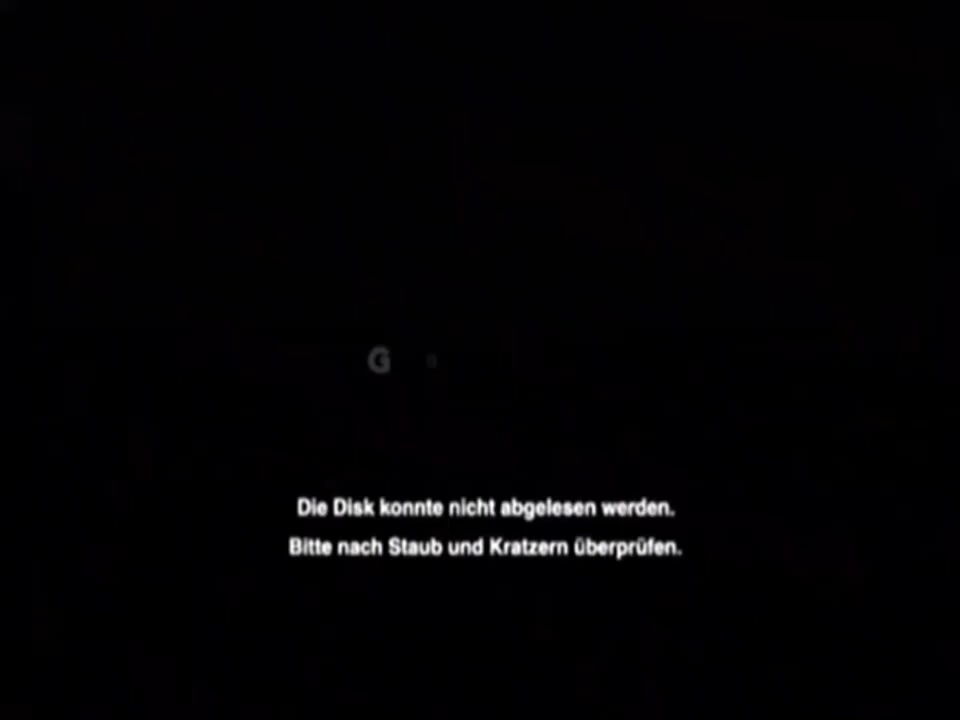 G
Die Disk konnte nicht abgelesen werden.
Bitte nach Staub und Kratzern überprüfen.